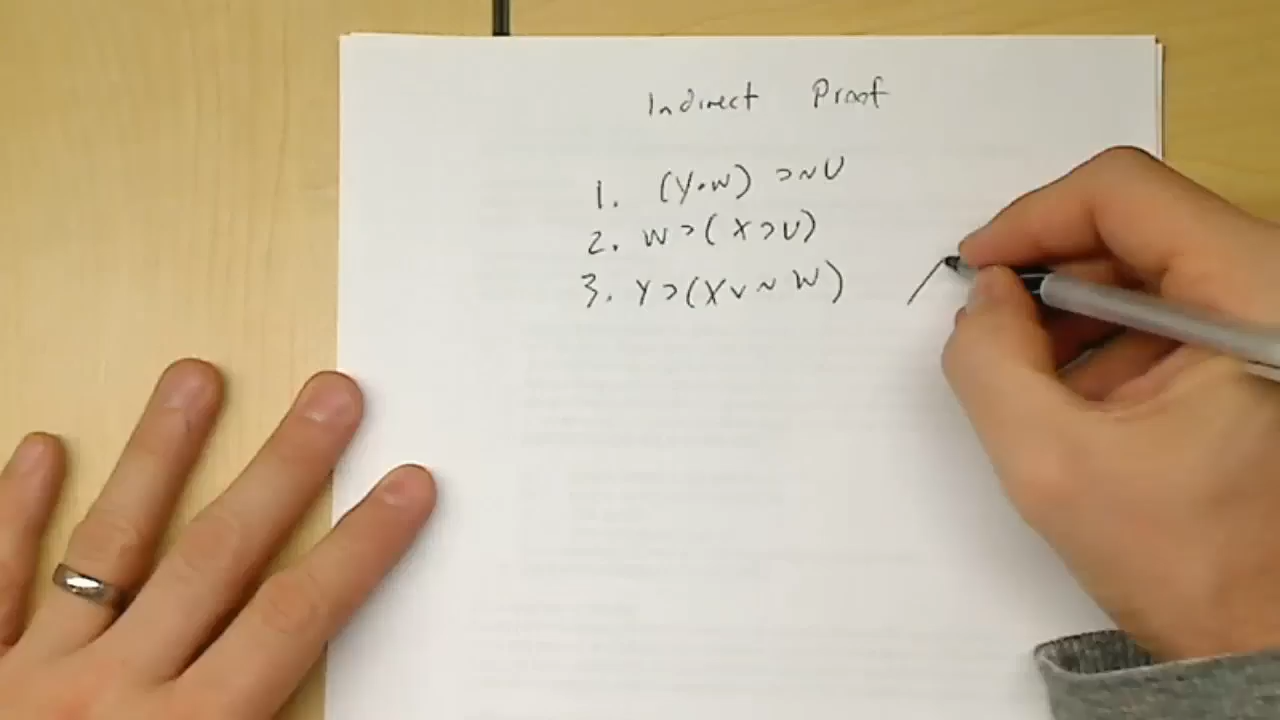 Indirect Proof
1. (Y•W) ⊃ ~U
2. W ⊃ (X ⊃ U)
3. Y ⊃ (X v ~ W) /